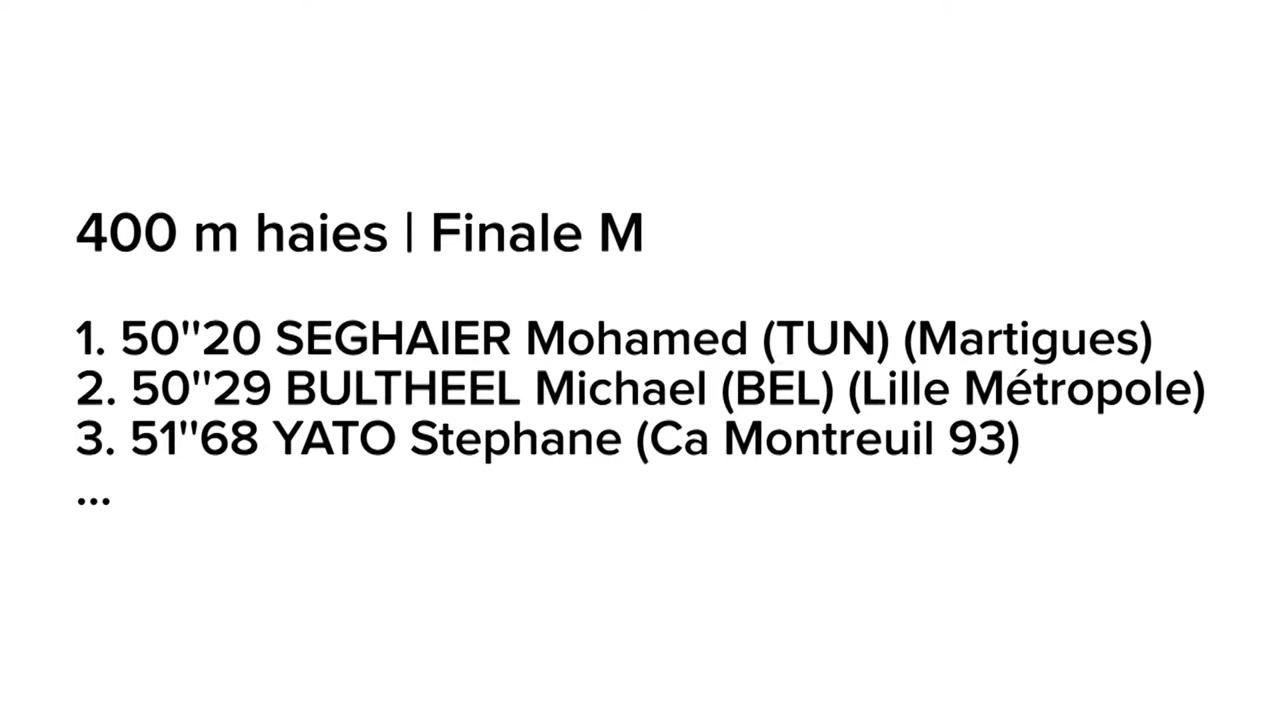 400 m haies | Finale M
1. 50''20 SEGHAIER Mohamed (TUN) (Martigues)
2. 50''29 BULTHEEL Michael (BEL) (Lille Métropole)
3. 51''68 YATO Stephane (Ca Montreuil 93)
...